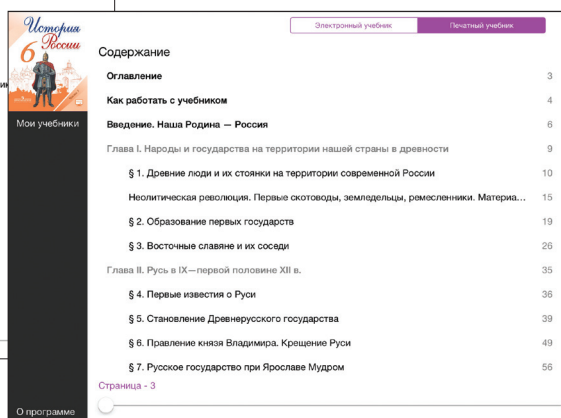 История
России
6
Мои учебники
О программе
Электронный учебник
Печатный учебник
Содержание
Оглавление 3
Как работать с учебником 4
Введение. Наша Родина — Россия 6
Глава I. Народы и государства на территории нашей страны в древности 9
§ 1. Древние люди и их стоянки на территории современной России 10
Неолитическая революция. Первые скотоводы, земледельцы, ремесленники. Материа... 15
§ 2. Образование первых государств 19
§ 3. Восточные славяне и их соседи 26
Глава II. Русь в IX—первой половине XII в. 35
§ 4. Первые известия о Руси 36
§ 5. Становление Древнерусского государства 39
§ 6. Правление князя Владимира. Крещение Руси 49
§ 7. Русское государство при Ярославе Мудром 56
Страница - 3